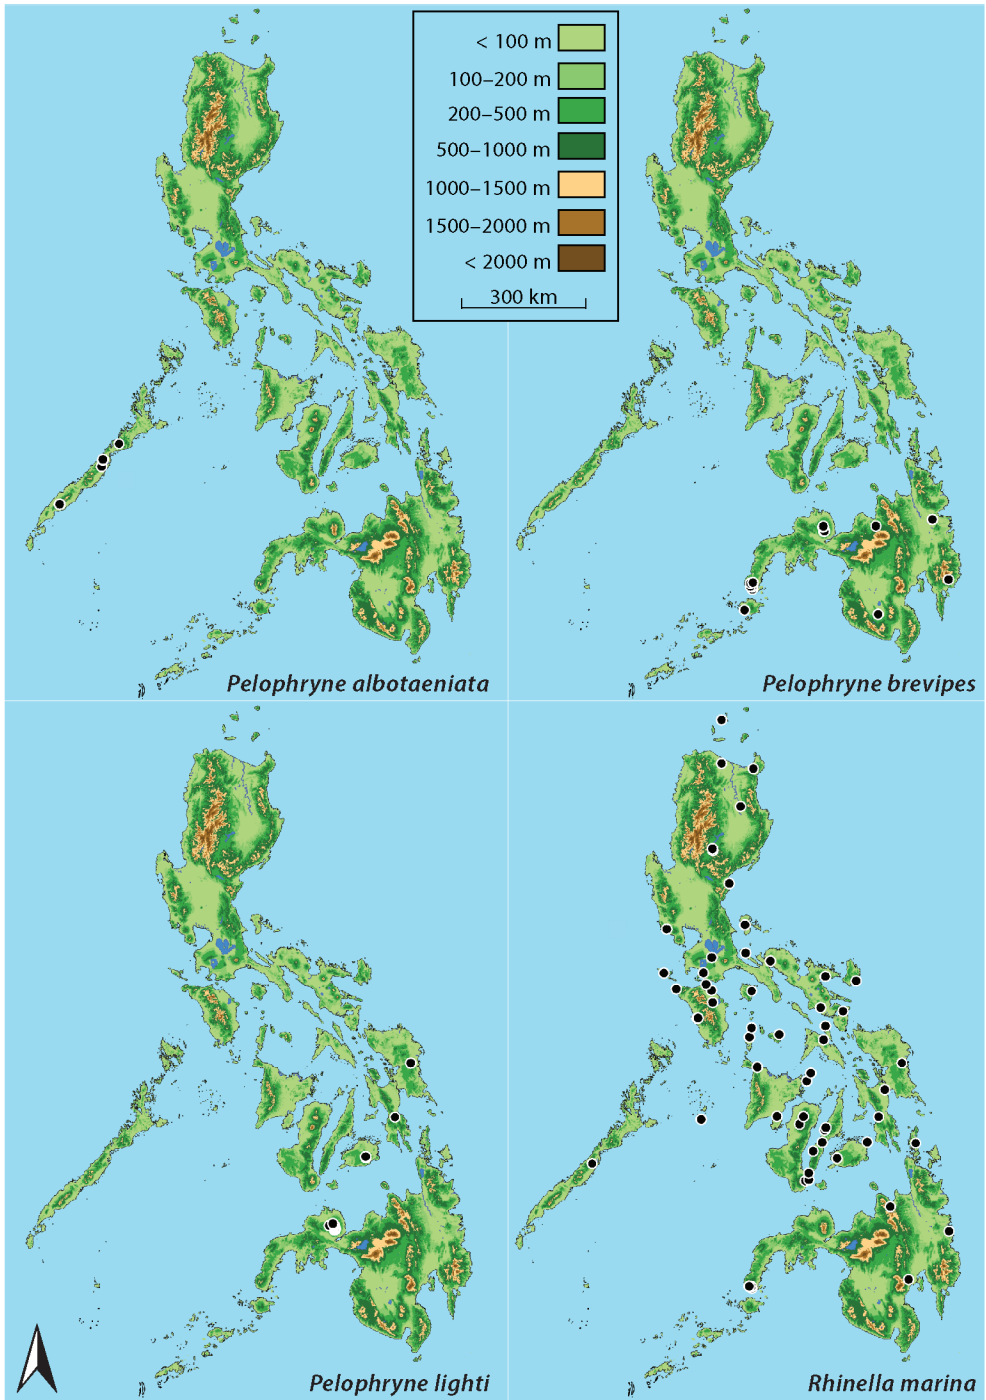 < 100 m
100–200 m
200–500 m
500–1000 m
1000–1500 m
1500–2000 m
< 2000 m
300 km
Pelophryne albotaeniata
Pelophryne brevipes
Pelophryne lighti
Rhinella marina